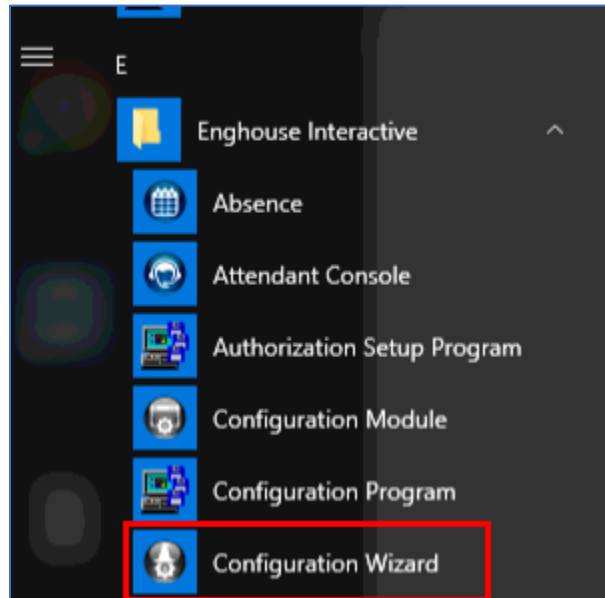 E
Enghouse Interactive
Absence
Attendant Console
Authorization Setup Program
Configuration Module
Configuration Program
Configuration Wizard